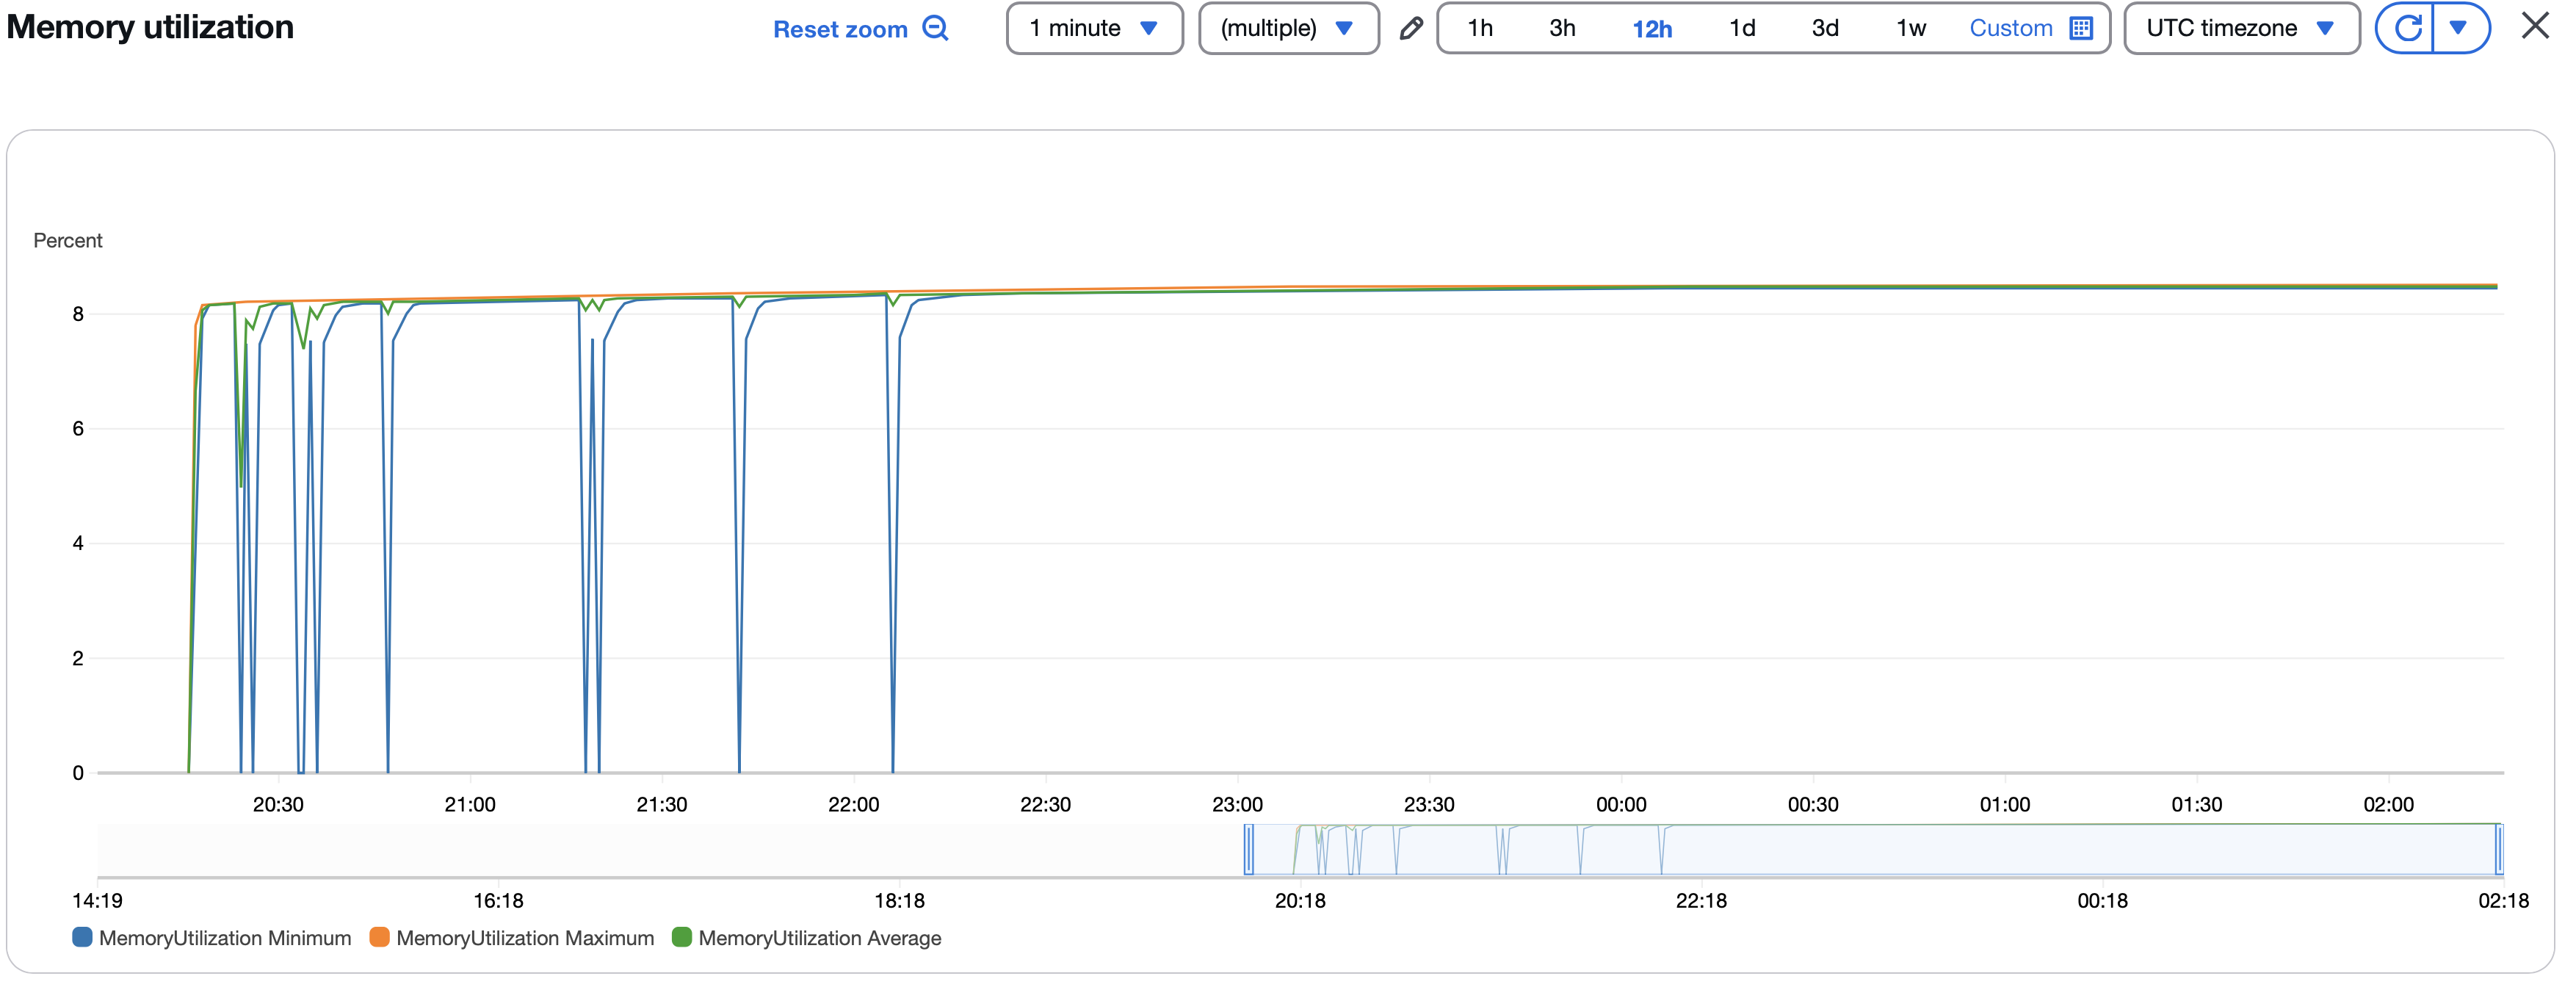 Memory utilization Reset zoom 1 minute (multiple) 1h 3h 12h 1d 3d 1w Custom UTC timezone
Percent
8
6
4
2
0
20:30 21:00 21:30 22:00 22:30 23:00 23:30 00:00 00:30 01:00 01:30 02:00
14:19 16:18 18:18 20:18 22:18 00:18 02:18
MemoryUtilization Minimum MemoryUtilization Maximum MemoryUtilization Average